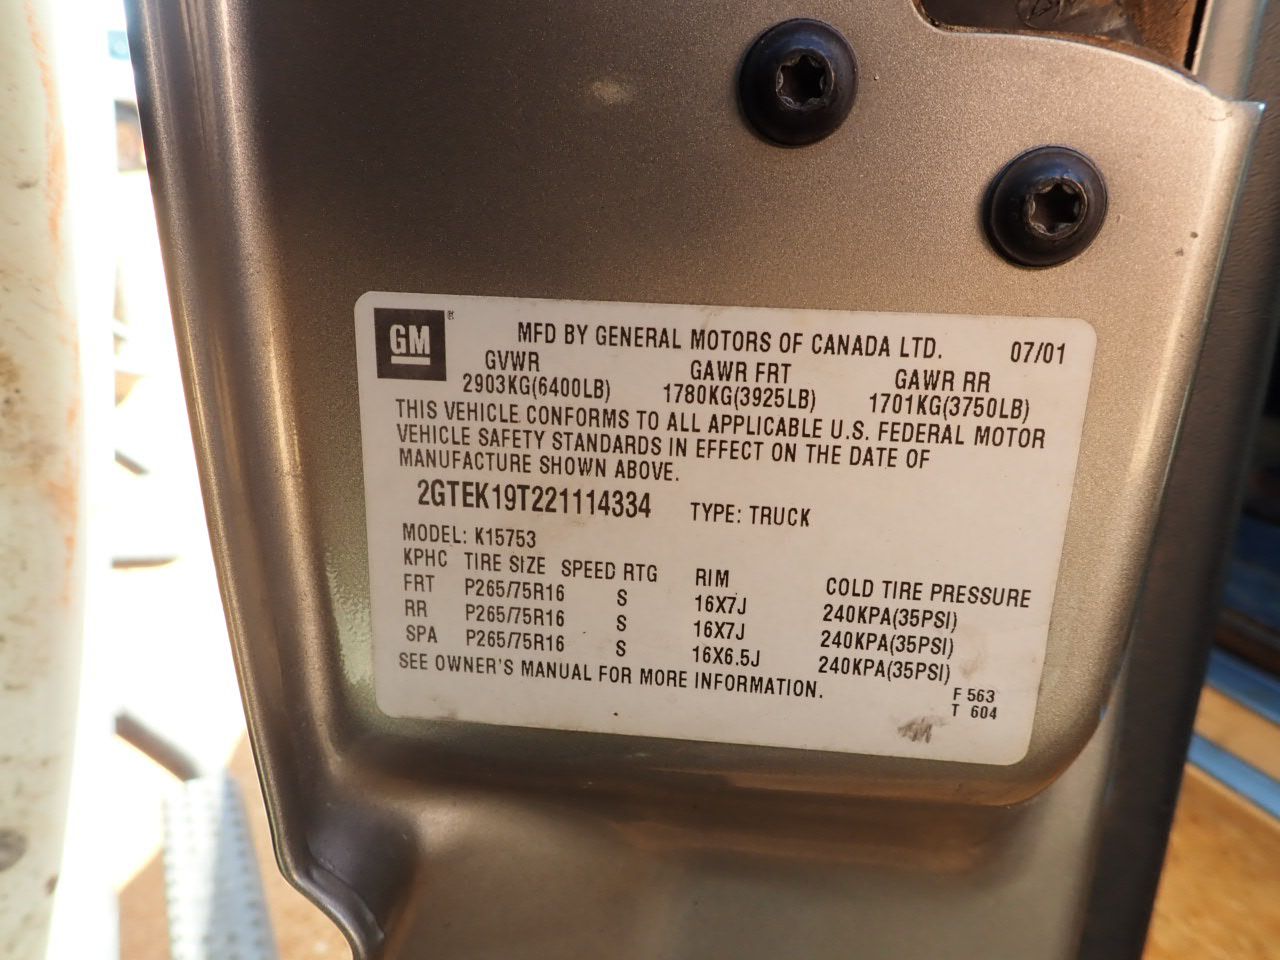 GM ®
MFD BY GENERAL MOTORS OF CANADA LTD. 07/01
GVWR GAWR FRT GAWR RR
2903KG(6400LB) 1780KG(3925LB) 1701KG(3750LB)
THIS VEHICLE CONFORMS TO ALL APPLICABLE U.S. FEDERAL MOTOR
VEHICLE SAFETY STANDARDS IN EFFECT ON THE DATE OF
MANUFACTURE SHOWN ABOVE.
2GTEK19T221114334 TYPE: TRUCK
MODEL: K15753
KPHC TIRE SIZE SPEED RTG RIM COLD TIRE PRESSURE
FRT P265/75R16 S 16X7J 240KPA(35PSI)
RR P265/75R16 S 16X7J 240KPA(35PSI)
SPA P265/75R16 S 16X6.5J 240KPA(35PSI)
SEE OWNER'S MANUAL FOR MORE INFORMATION.
F 563
T 604